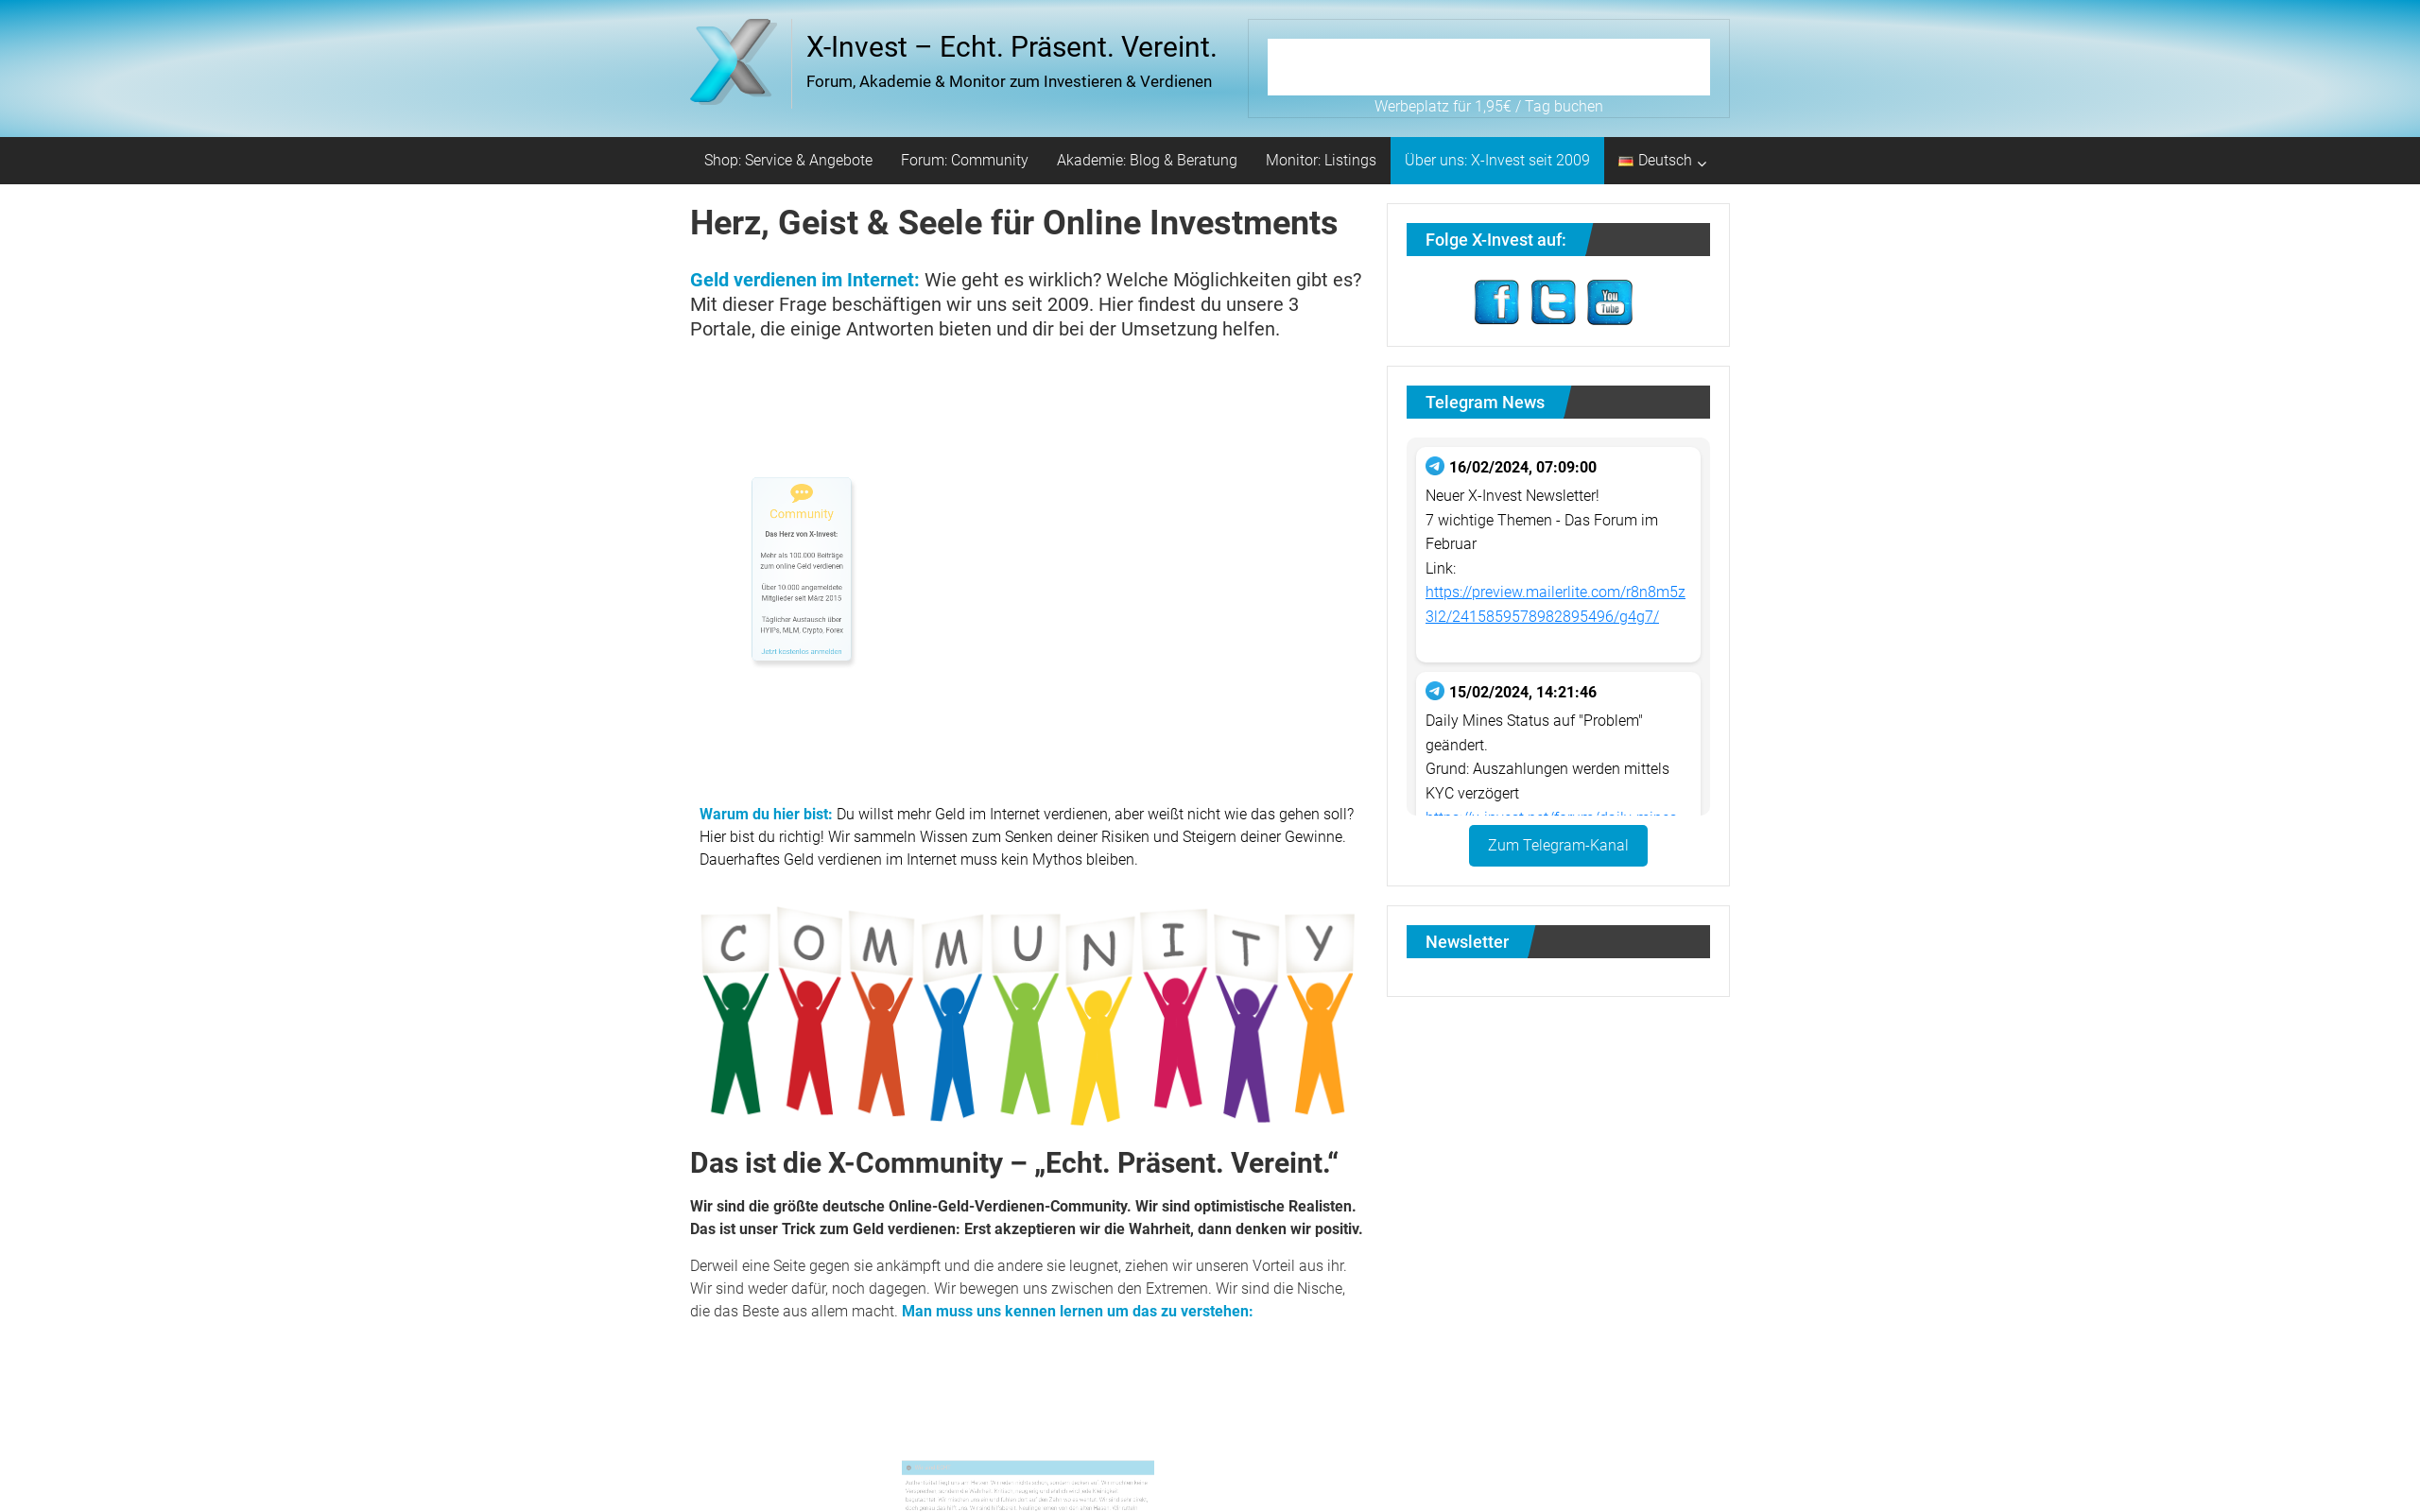 X-Invest – Echt. Präsent. Vereint.
Forum, Akademie & Monitor zum Investieren & Verdienen
Werbeplatz für 1,95€ / Tag buchen
Shop: Service & Angebote
Forum: Community
Akademie: Blog & Beratung
Monitor: Listings
Über uns: X-Invest seit 2009
Deutsch
Herz, Geist & Seele für Online Investments
Geld verdienen im Internet: Wie geht es wirklich? Welche Möglichkeiten gibt es?
Mit dieser Frage beschäftigen wir uns seit 2009. Hier findest du unsere 3
Portale, die einige Antworten bieten und dir bei der Umsetzung helfen.
Community
Das Herz von X-Invest:
Mehr als 130.000 Beiträge
zum online Geld verdienen
Über 10.000 angemeldete
Mitglieder seit März 2015
Täglicher Austausch über
HYIPs, MLM, Crypto, Forex
Jetzt kostenlos anmelden
Warum du hier bist: Du willst mehr Geld im Internet verdienen, aber weißt nicht wie das gehen soll?
Hier bist du richtig! Wir sammeln Wissen zum Senken deiner Risiken und Steigern deiner Gewinne.
Dauerhaftes Geld verdienen im Internet muss kein Mythos bleiben.
COMMUNITY
Das ist die X-Community – „Echt. Präsent. Vereint.“
Wir sind die größte deutsche Online-Geld-Verdienen-Community. Wir sind optimistische Realisten.
Das ist unser Trick zum Geld verdienen: Erst akzeptieren wir die Wahrheit, dann denken wir positiv.
Derweil eine Seite gegen sie ankämpft und die andere sie leugnet, ziehen wir unseren Vorteil aus ihr.
Wir sind weder dafür, noch dagegen. Wir bewegen uns zwischen den Extremen. Wir sind die Nische,
die das Beste aus allem macht. Man muss uns kennen lernen um das zu verstehen:
Folge X-Invest auf:
f
t
You
Tube
Telegram News
16/02/2024, 07:09:00
Neuer X-Invest Newsletter!
7 wichtige Themen - Das Forum im
Februar
Link:
https://preview.mailerlite.com/r8n8m5z
3l2/2415859578982895496/g4g7/
15/02/2024, 14:21:46
Daily Mines Status auf "Problem"
geändert.
Grund: Auszahlungen werden mittels
KYC verzögert
Zum Telegram-Kanal
Newsletter